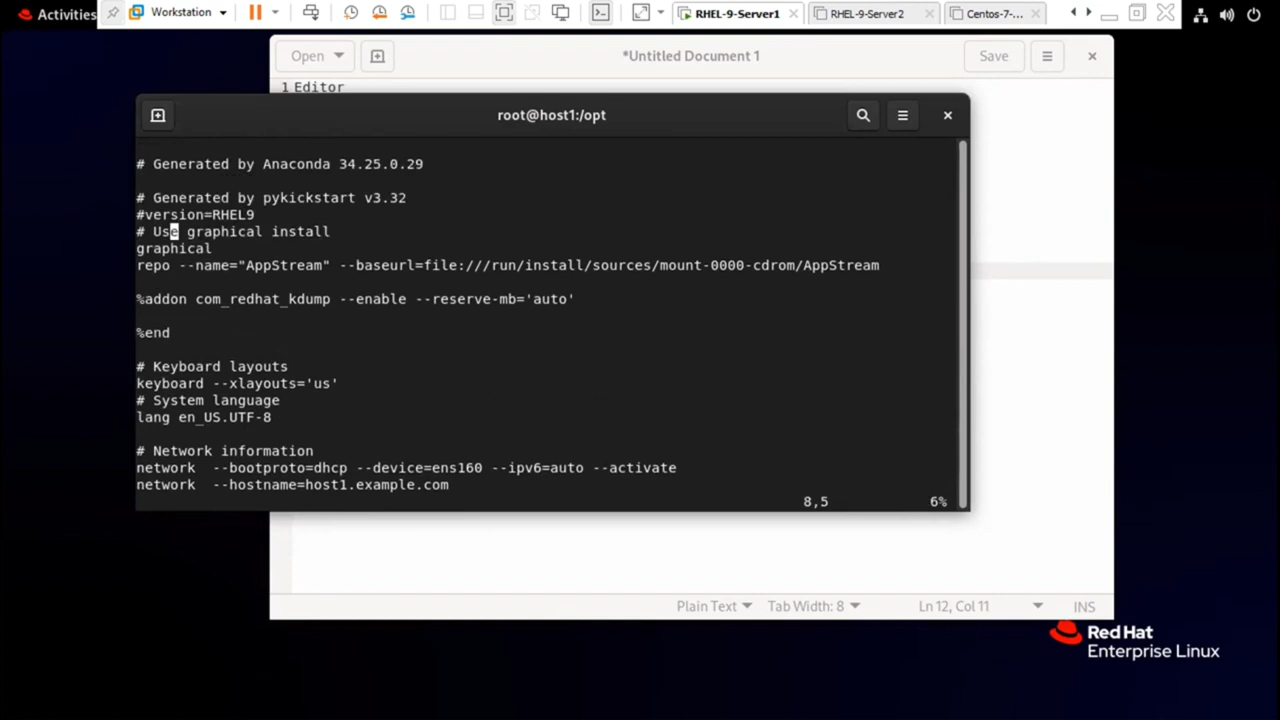 Activities
Workstation
RHEL-9-Server1
RHEL-9-Server2
Centos-7-...
Open
*Untitled Document 1
Save
1 Editor
root@host1:/opt
# Generated by Anaconda 34.25.0.29
# Generated by pykickstart v3.32
#version=RHEL9
# Use graphical install
graphical
repo --name="AppStream" --baseurl=file:///run/install/sources/mount-0000-cdrom/AppStream
%addon com_redhat_kdump --enable --reserve-mb='auto'
%end
# Keyboard layouts
keyboard --xlayouts='us'
# System language
lang en_US.UTF-8
# Network information
network  --bootproto=dhcp --device=ens160 --ipv6=auto --activate
network  --hostname=host1.example.com
8,5 6%
Plain Text Tab Width: 8 Ln 12, Col 11 INS
Red Hat
Enterprise Linux